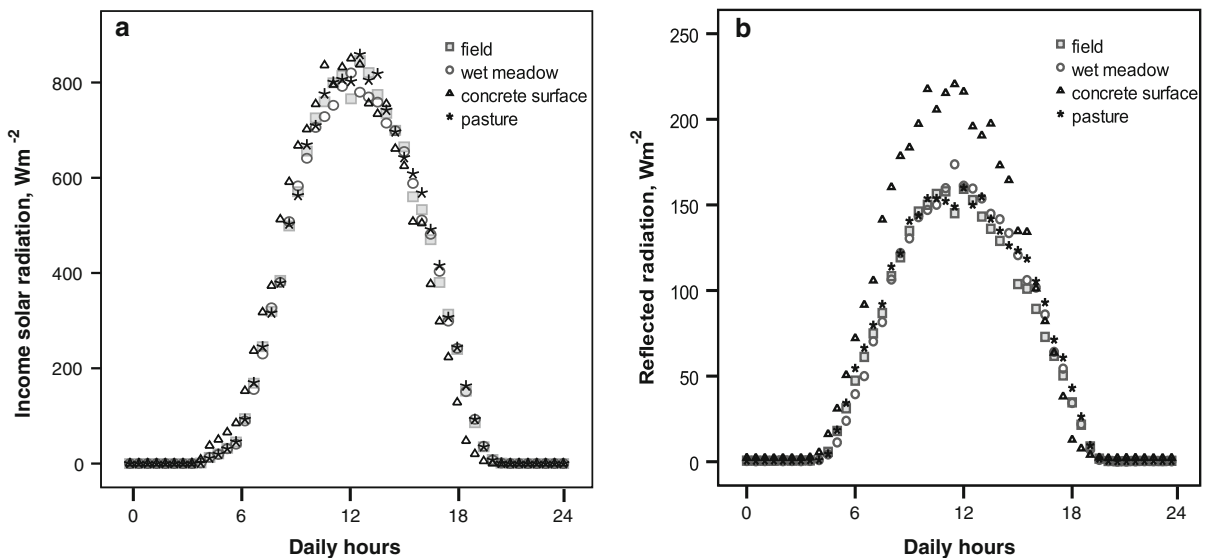 a
field
wet meadow
concrete surface
pasture
Income solar radiation, Wm-2
800
600
400
200
0
0 6 12 18 24
Daily hours
b
field
wet meadow
concrete surface
pasture
Reflected radiation, Wm-2
250
200
150
100
50
0
0 6 12 18 24
Daily hours